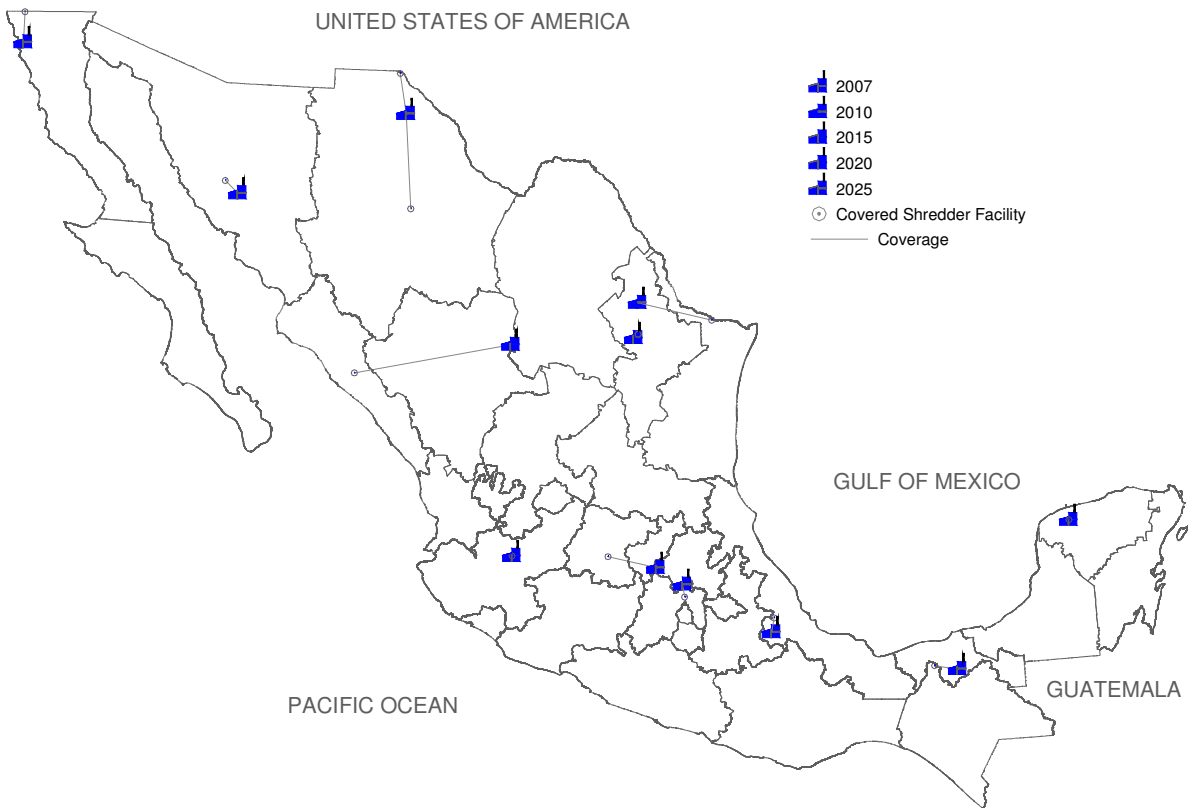 UNITED STATES OF AMERICA
2007
2010
2015
2020
2025
Covered Shredder Facility
Coverage
GULF OF MEXICO
GUATEMALA
PACIFIC OCEAN